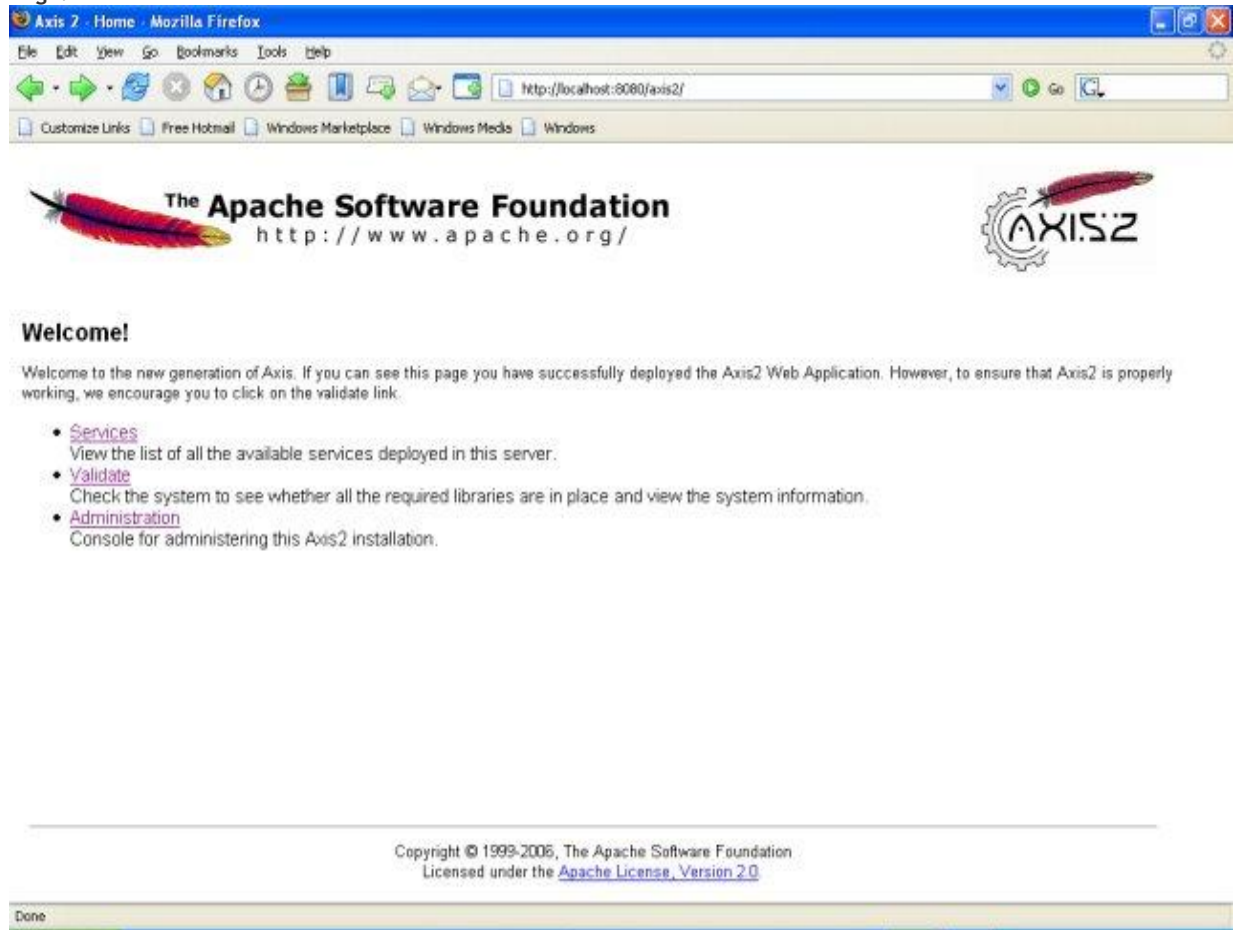 Axis 2 - Home - Mozilla Firefox
File Edit View Go Bookmarks Tools Help
http://localhost:8080/axis2/ Go
Customize Links Free Hotmail Windows Marketplace Windows Media Windows
The Apache Software Foundation
http://www.apache.org/
AXIS2
Welcome!
Welcome to the new generation of Axis. If you can see this page you have successfully deployed the Axis2 Web Application. However, to ensure that Axis2 is properly
working, we encourage you to click on the validate link.
• Services
View the list of all the available services deployed in this server.
• Validate
Check the system to see whether all the required libraries are in place and view the system information.
• Administration
Console for administering this Axis2 installation.
Copyright © 1999-2006, The Apache Software Foundation
Licensed under the Apache License, Version 2.0.
Done